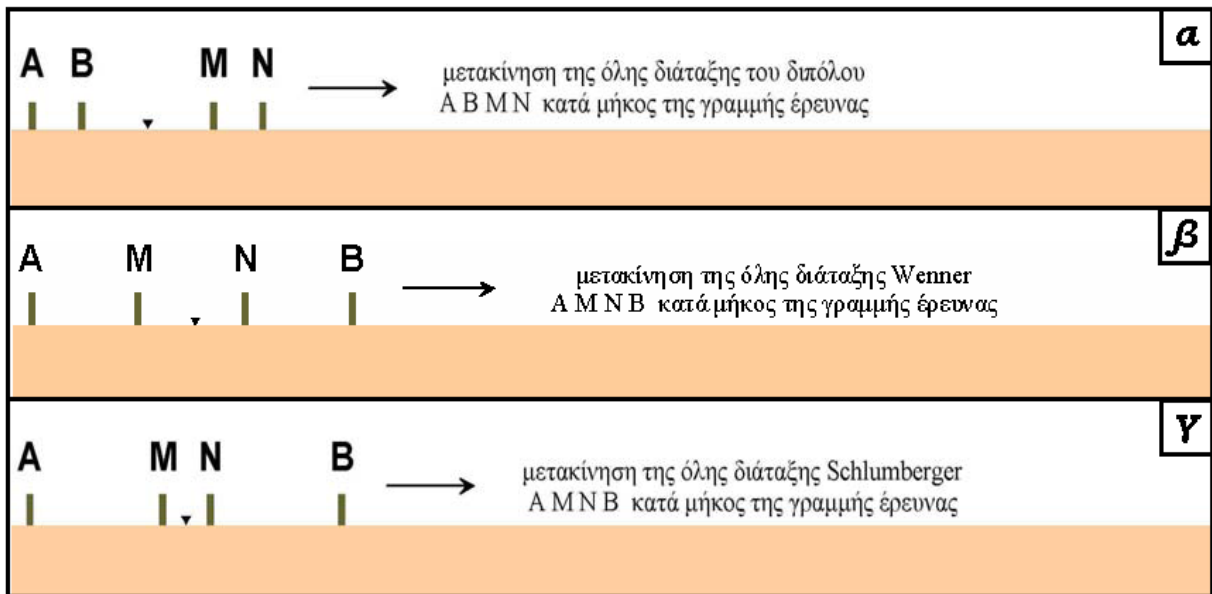 α
A B M N
μετακίνηση της όλης διάταξης του διπόλου
A B M N κατά μήκος της γραμμής έρευνας
β
A M N B
μετακίνηση της όλης διάταξης Wenner
A M N B κατά μήκος της γραμμής έρευνας
γ
A M N B
μετακίνηση της όλης διάταξης Schlumberger
A M N B κατά μήκος της γραμμής έρευνας